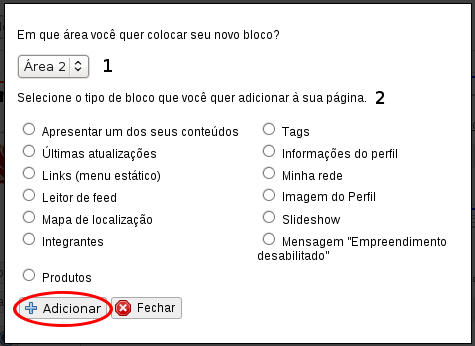 Em que área você quer colocar seu novo bloco?
Área 2 1
Selecione o tipo de bloco que você quer adicionar à sua página. 2
Apresentar um dos seus conteúdos
Tags
Últimas atualizações
Informações do perfil
Links (menu estático)
Minha rede
Leitor de feed
Imagem do Perfil
Mapa de localização
Slideshow
Integrantes
Mensagem "Empreendimento
desabilitado"
Produtos
Adicionar
Fechar